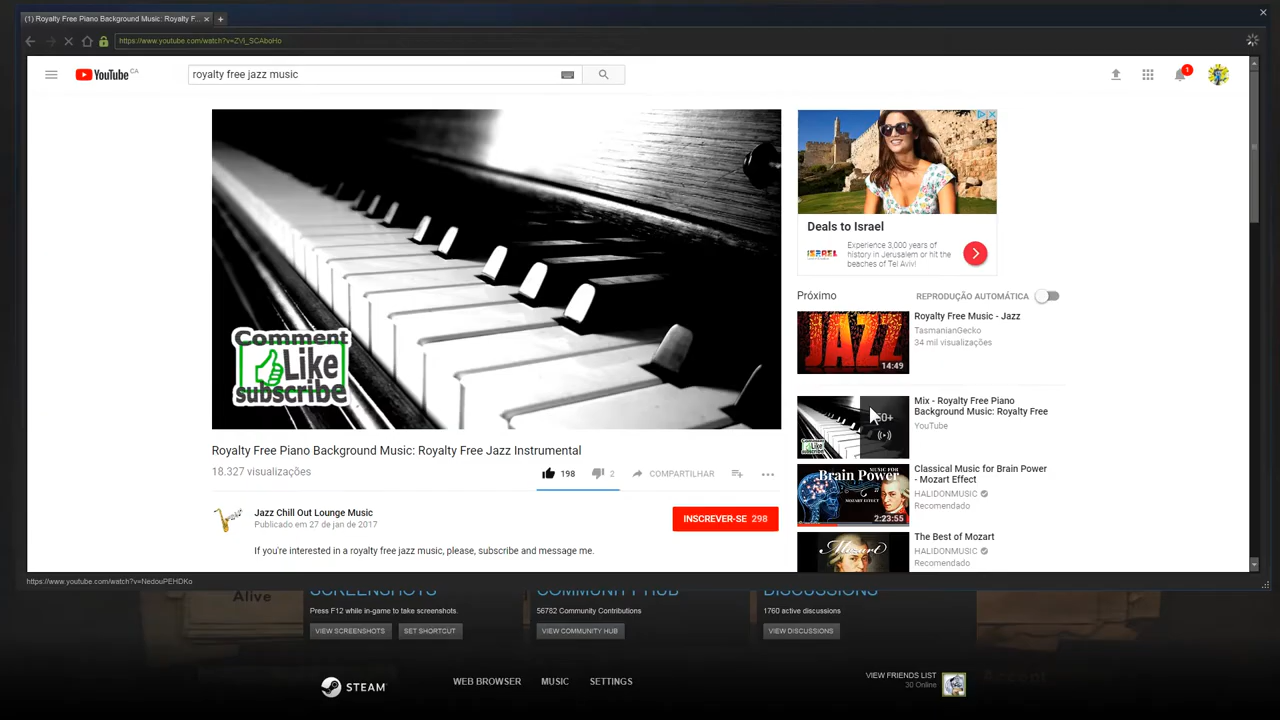 (1) Royalty Free Piano Background Music: Royalty F...
https://www.youtube.com/watch?v=ZVi_SCAboHo
YouTube CA
royalty free jazz music
1
Comment
Like
subscribe
Royalty Free Piano Background Music: Royalty Free Jazz Instrumental
18.327 visualizações
198
2
COMPARTILHAR
Jazz Chill Out Lounge Music
Publicado em 27 de jan de 2017
INSCREVER-SE 298
If you're interested in a royalty free jazz music, please, subscribe and message me.
Deals to Israel
ISRAEL
Experience 3,000 years of
history in Jerusalem or hit the
beaches of Tel Aviv!
Próximo
REPRODUÇÃO AUTOMÁTICA
JAZZ
14:49
Royalty Free Music - Jazz
TasmanianGecko
34 mil visualizações
50+
Comment
Like
subscribe
Mix - Royalty Free Piano
Background Music: Royalty Free
YouTube
MUSIC FOR
Brain Power
2:23:55
Classical Music for Brain Power
- Mozart Effect
HALIDONMUSIC
Recomendado
Mozart
The Best of Mozart
HALIDONMUSIC
Recomendado
https://www.youtube.com/watch?v=NedouPEHDKo
Alive
SCREENSHOTS
Press F12 while in-game to take screenshots.
VIEW SCREENSHOTS
SET SHORTCUT
COMMUNITY HUB
56782 Community Contributions
VIEW COMMUNITY HUB
DISCUSSIONS
1760 active discussions
VIEW DISCUSSIONS
STEAM
WEB BROWSER
MUSIC
SETTINGS
VIEW FRIENDS LIST
30 Online
Accept